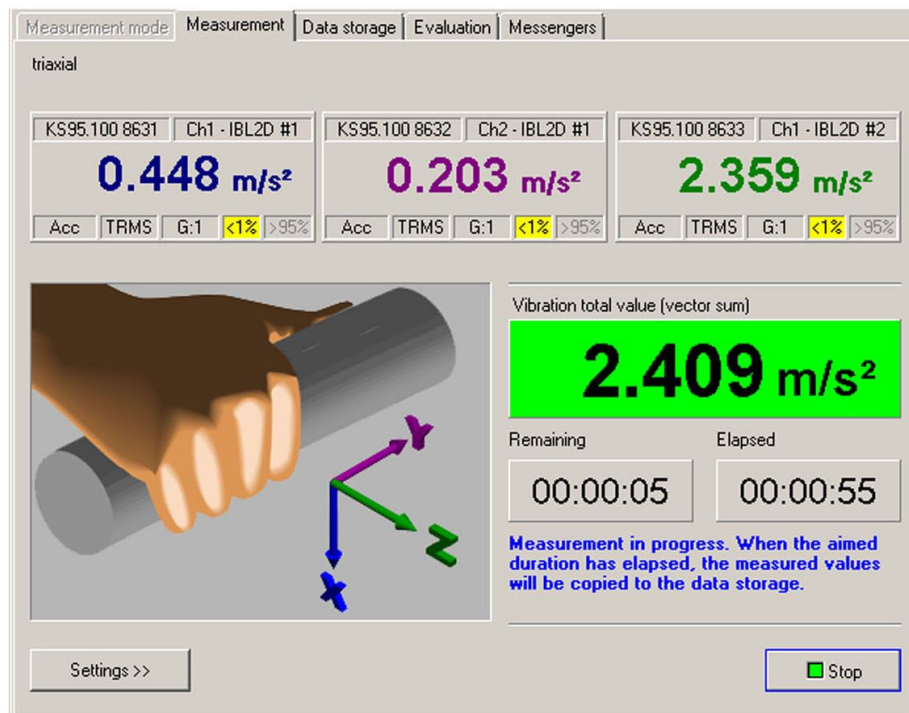 Measurement mode Measurement Data storage Evaluation Messengers
triaxial
KS95.100 8631 Ch1 - IBL2D #1
0.448 m/s²
Acc TRMS G:1 <1% >95%
KS95.100 8632 Ch2 - IBL2D #1
0.203 m/s²
Acc TRMS G:1 <1% >95%
KS95.100 8633 Ch1 - IBL2D #2
2.359 m/s²
Acc TRMS G:1 <1% >95%
Y
Z
X
Vibration total value (vector sum)
2.409 m/s²
Remaining Elapsed
00:00:05 00:00:55
Measurement in progress. When the aimed
duration has elapsed, the measured values
will be copied to the data storage.
Settings >> Stop